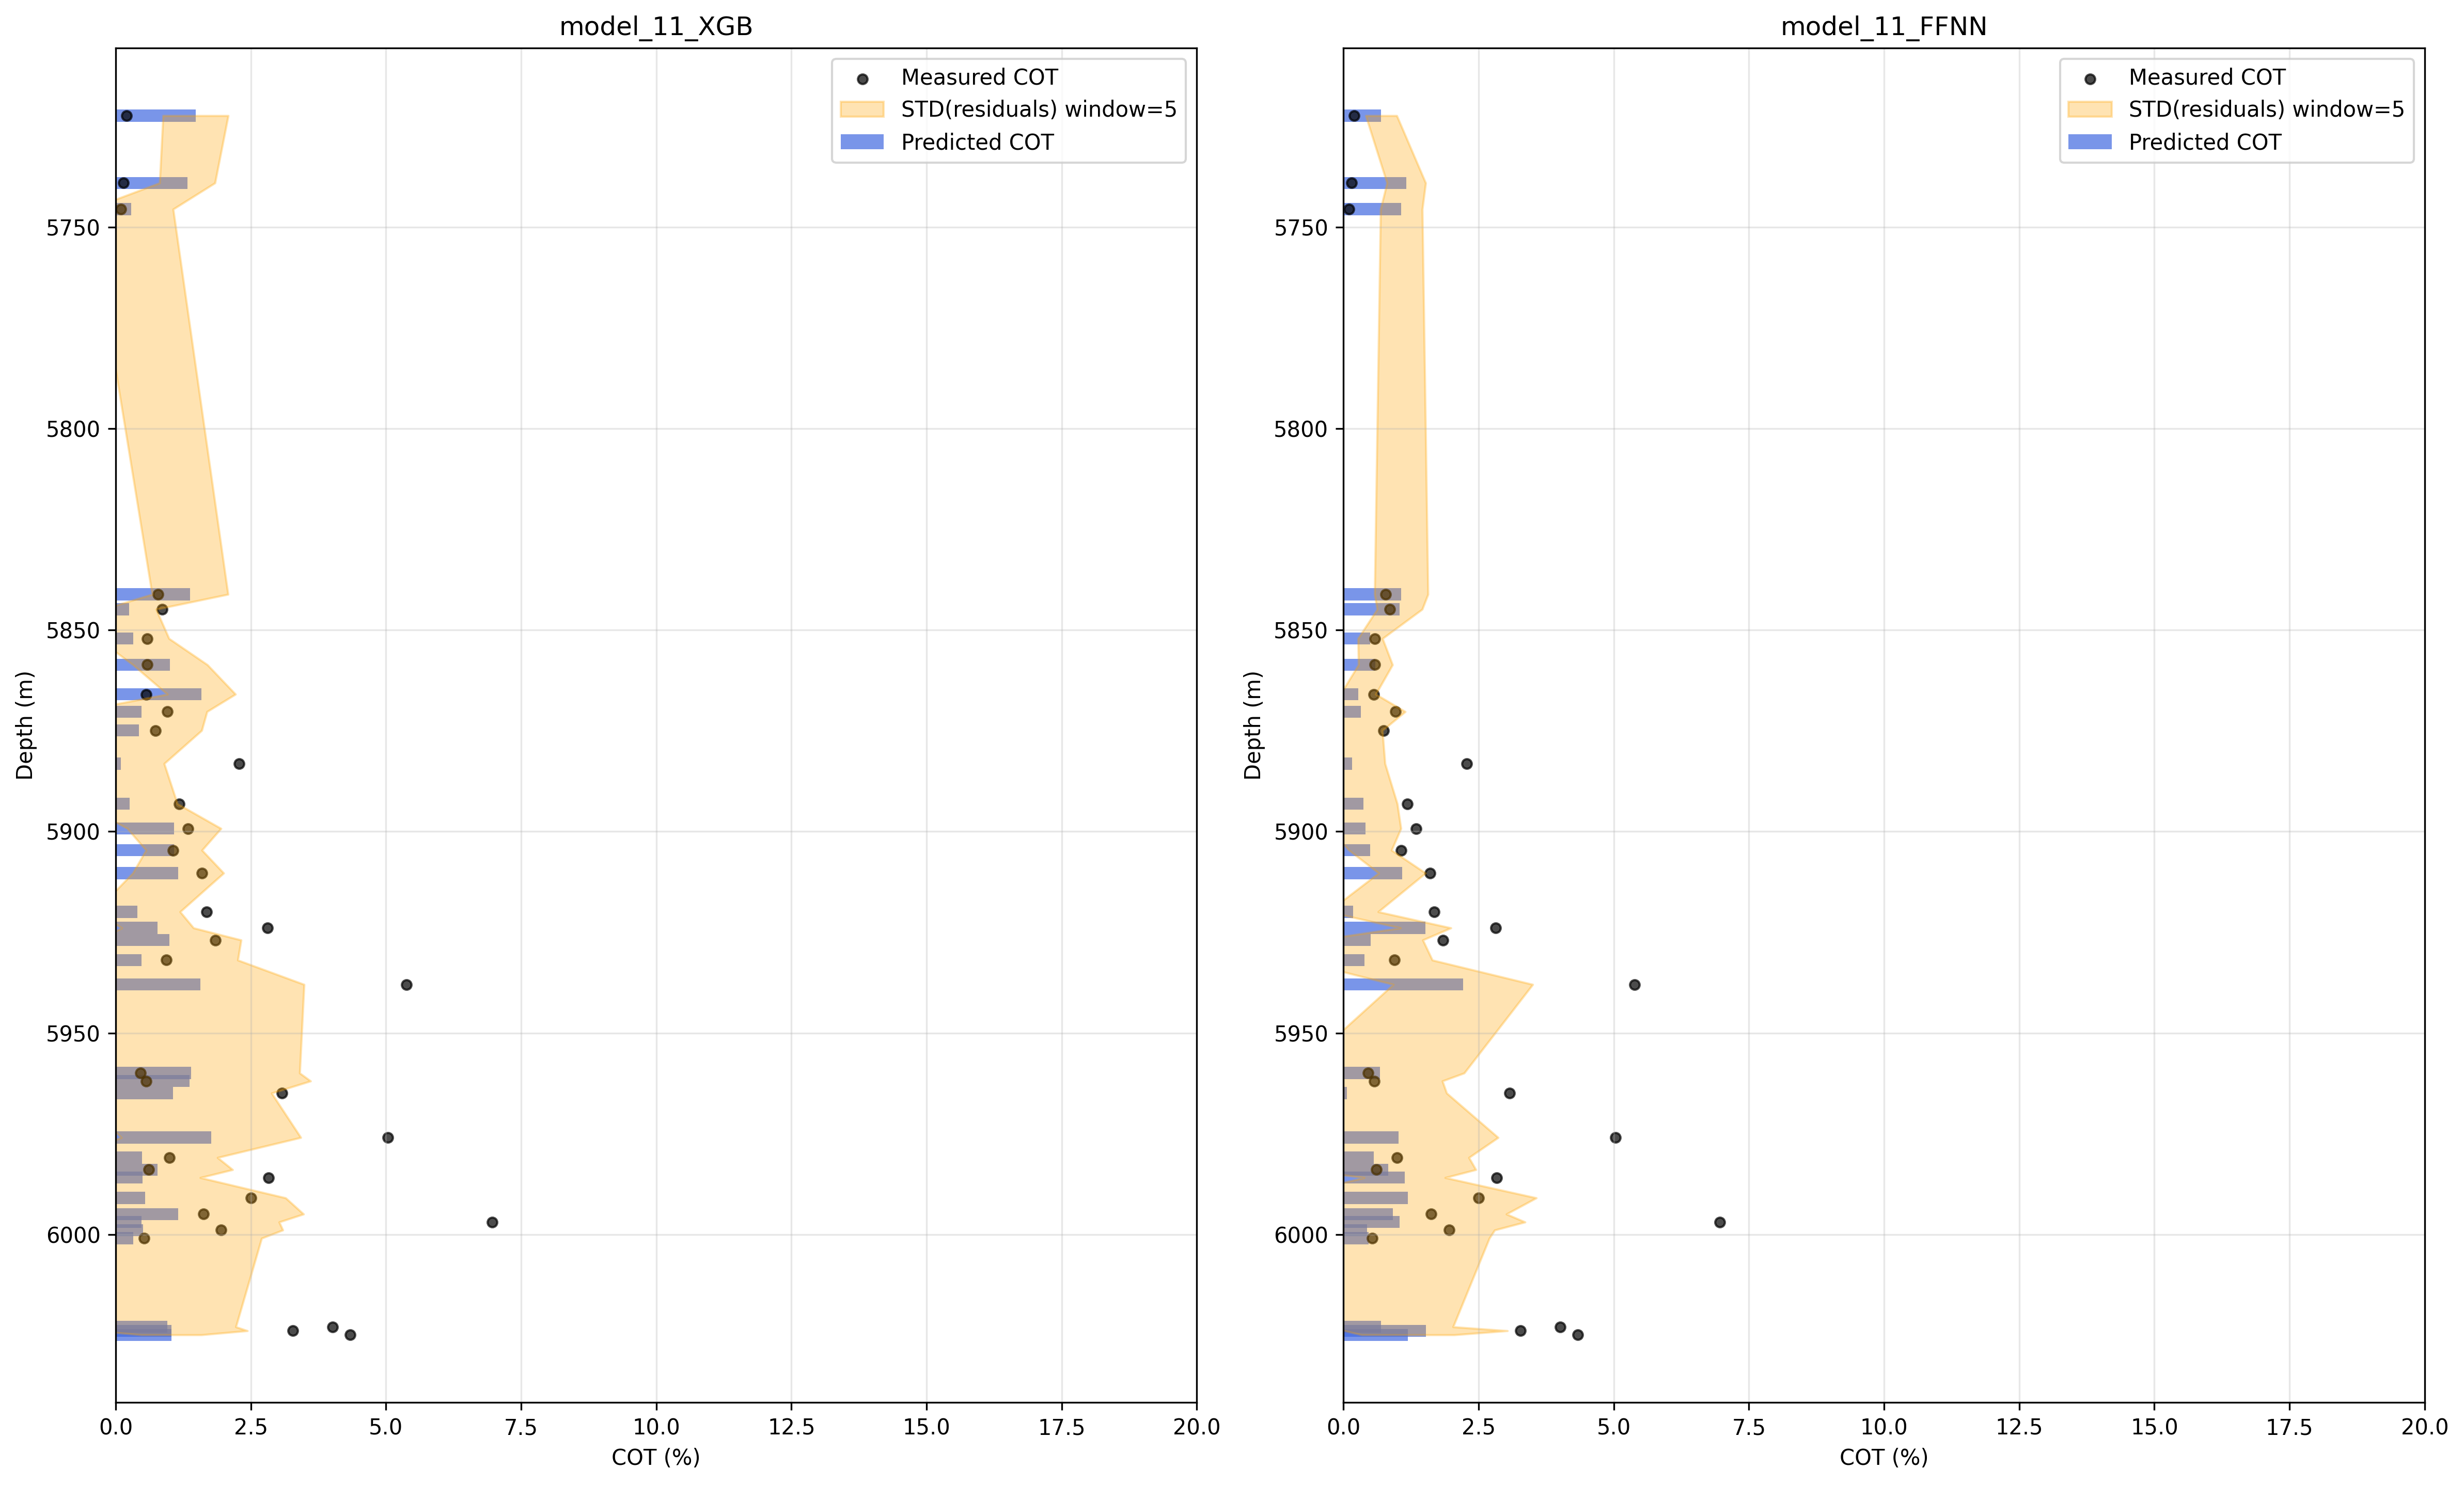 model_11_XGB
Measured COT
STD(residuals) window=5
Predicted COT
5750
5800
5850
5900
5950
6000
Depth (m)
0.0 2.5 5.0 7.5 10.0 12.5 15.0 17.5 20.0
COT (%)
model_11_FFNN
Measured COT
STD(residuals) window=5
Predicted COT
5750
5800
5850
5900
5950
6000
Depth (m)
0.0 2.5 5.0 7.5 10.0 12.5 15.0 17.5 20.0
COT (%)